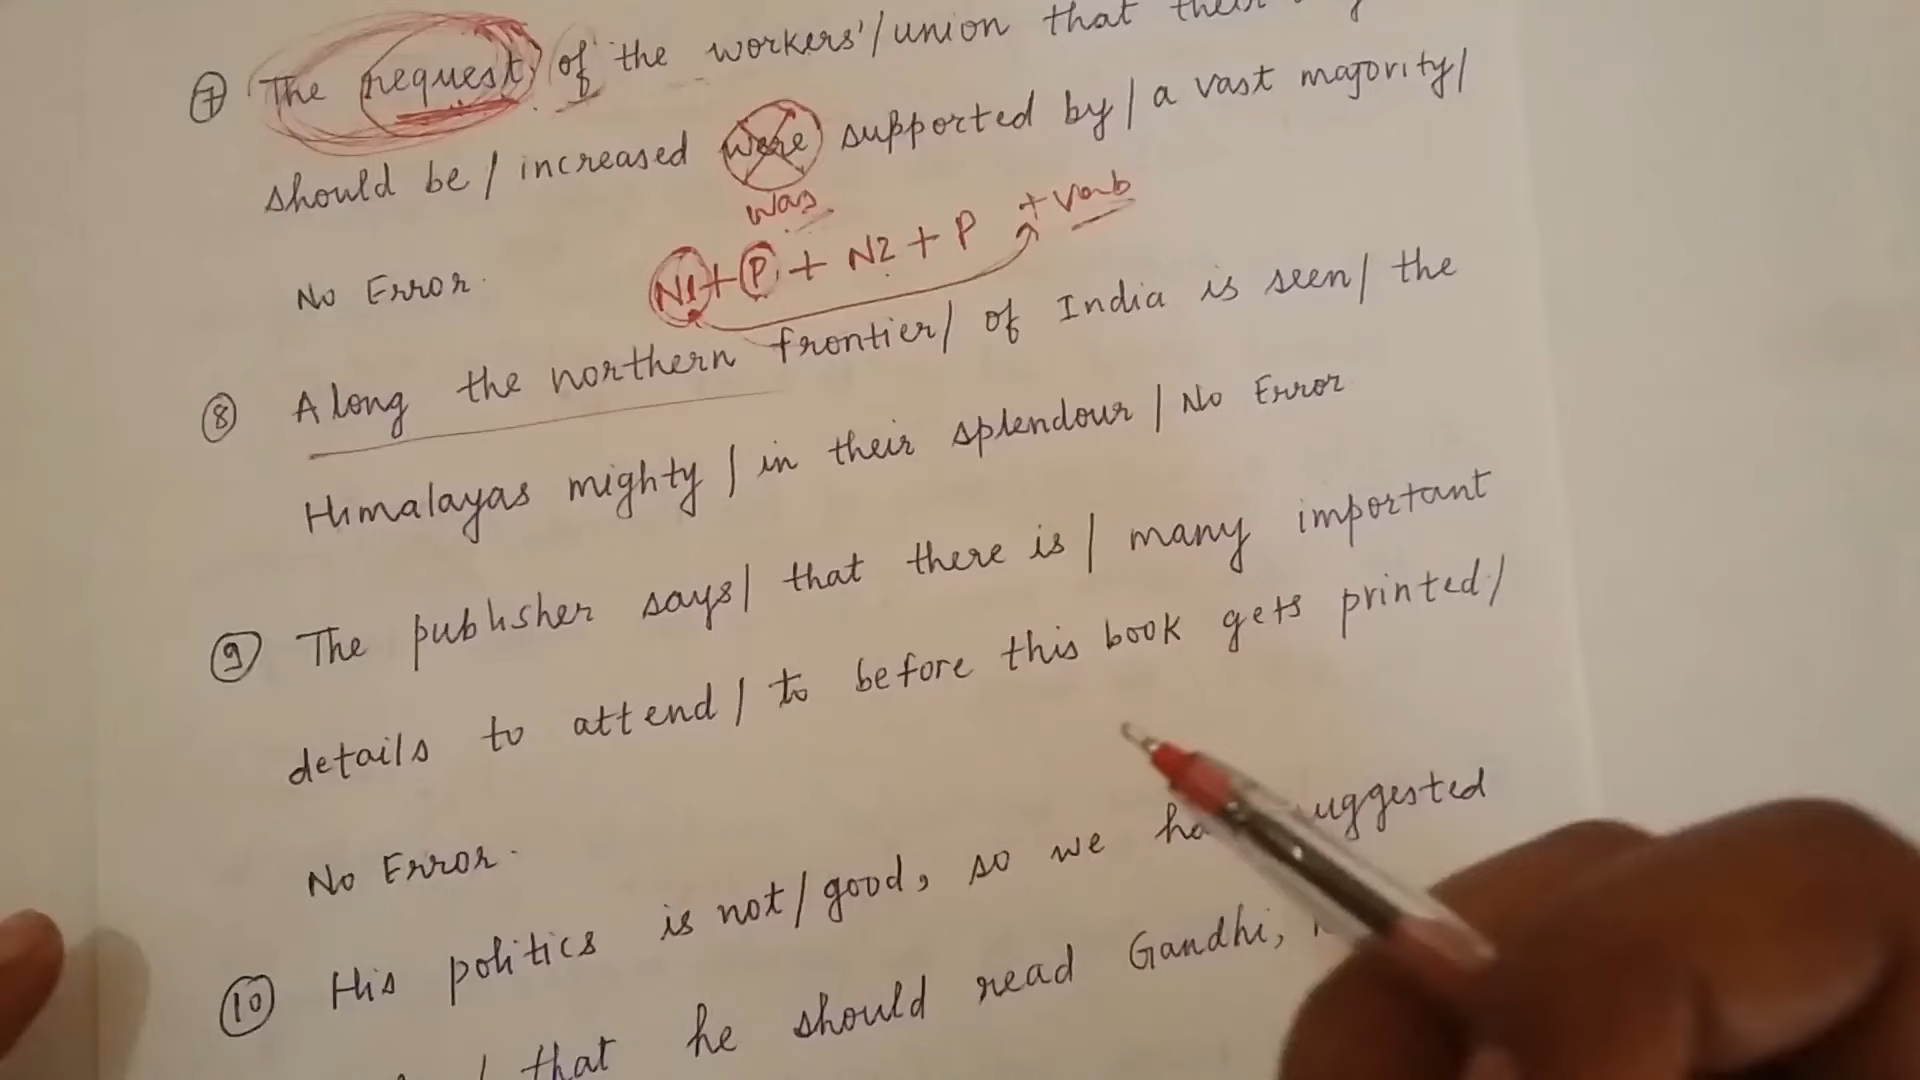 7 The request of the workers'/union that their
should be/ increased were supported by/ a vast majority/
was
No Error.
N1+P+N2+P + Verb
8 Along the northern frontier/ of India is seen/ the
Himalayas mighty / in their splendour / No Error
9 The publisher says/ that there is/ many important
details to attend/ to before this book gets printed/
No Error.
10 His politics is not/good, so we suggested
/ that he should read Gandhi,